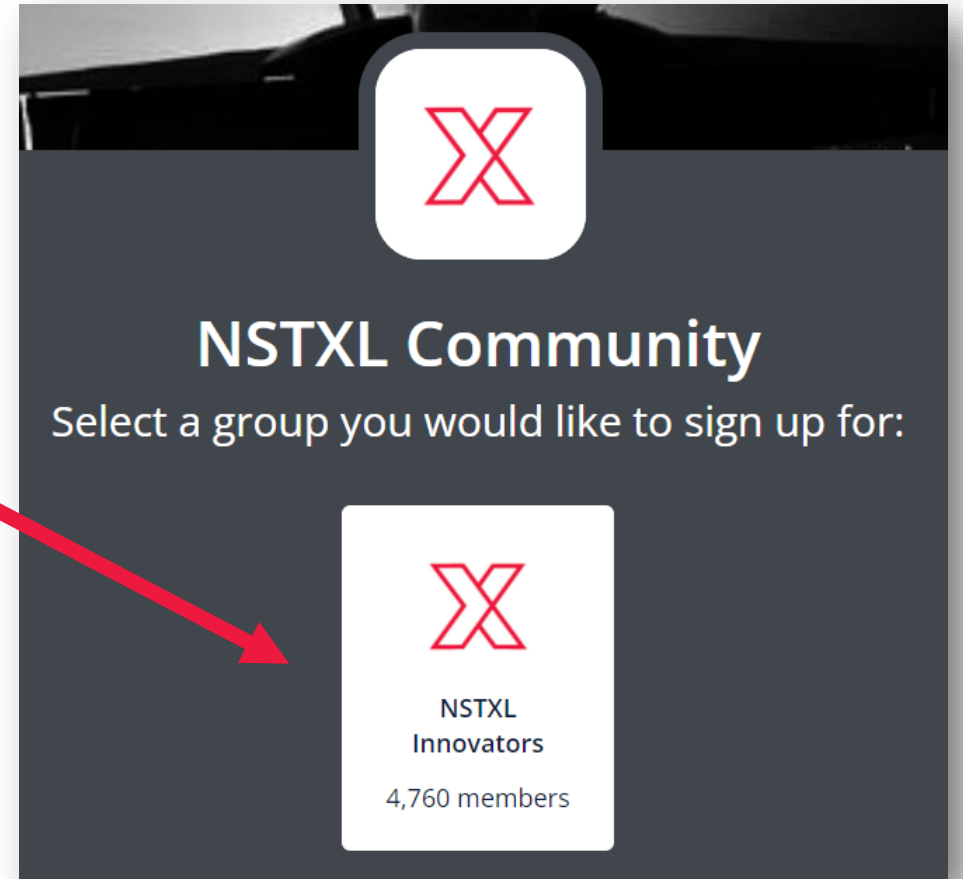 NSTXL Community
Select a group you would like to sign up for:
NSTXL
Innovators
4,760 members